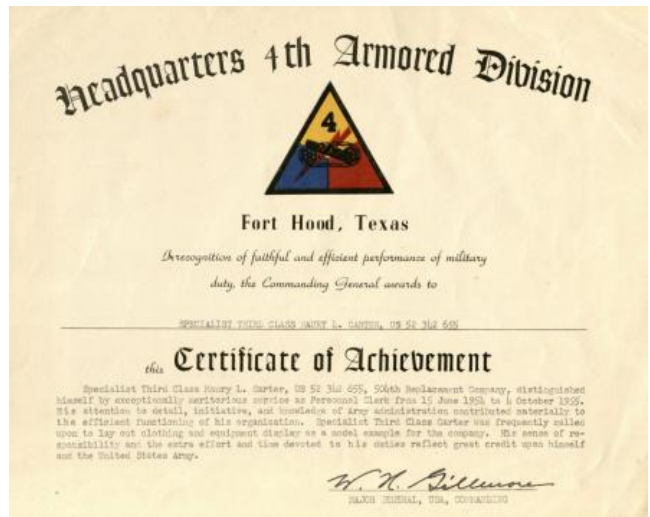 Headquarters 4th Armored Division
4
Fort Hood, Texas
In recognition of faithful and efficient performance of military
duty, the Commanding General awards to
SPECIALIST THIRD CLASS MAURY L. CARTER, US 52 342 655
this Certificate of Achievement
Specialist Third Class Maury L. Carter, US 52 342 655, 504th Replacement Company, distinguished
himself by exceptionally meritorious service as Personnel Clerk from 15 June 1954 to 4 October 1955.
His attention to detail, initiative, and knowledge of Army administration contributed materially to
the efficient functioning of his organization. Specialist Third Class Carter was frequently called
upon to lay out clothing and equipment display as a model example for the company. His sense of re-
sponsibility and the extra effort and time devoted to his duties reflect great credit upon himself
and the United States Army.
W. N. Gillmore
MAJOR GENERAL, USA, COMMANDING